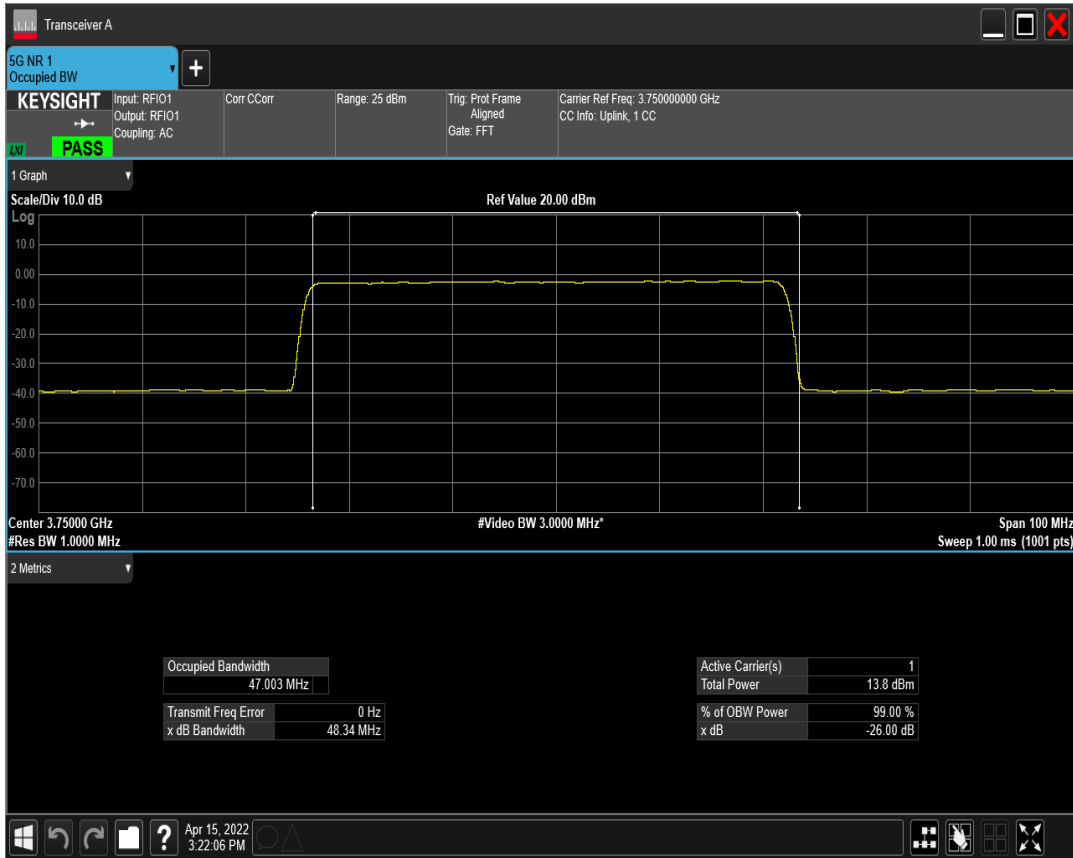 Transceiver A
5G NR 1
Occupied BW
KEYSIGHT
LXI
PASS
Input: RFIO1
Output: RFIO1
Coupling: AC
Corr CCorr
Range: 25 dBm
Trig: Prot Frame
Aligned
Gate: FFT
Carrier Ref Freq: 3.750000000 GHz
CC Info: Uplink, 1 CC
1 Graph
Scale/Div 10.0 dB
Ref Value 20.00 dBm
Log
10.0
0.00
-10.0
-20.0
-30.0
-40.0
-50.0
-60.0
-70.0
Center 3.75000 GHz
#Video BW 3.0000 MHz*
Span 100 MHz
#Res BW 1.0000 MHz
Sweep 1.00 ms (1001 pts)
2 Metrics
Occupied Bandwidth
47.003 MHz
Transmit Freq Error 0 Hz
x dB Bandwidth 48.34 MHz
Active Carrier(s) 1
Total Power 13.8 dBm
% of OBW Power 99.00 %
x dB -26.00 dB
?
Apr 15, 2022
3:22:06 PM